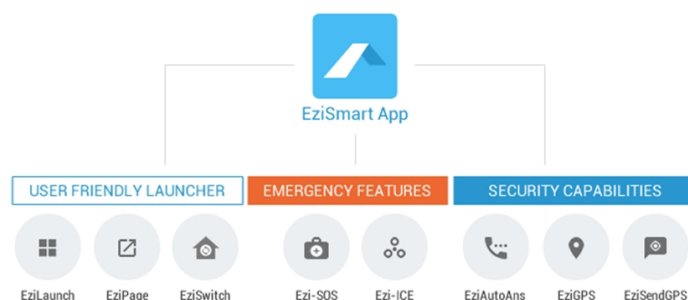 EziSmart App
USER FRIENDLY LAUNCHER
EMERGENCY FEATURES
SECURITY CAPABILITIES
EziLaunch
EziPage
EziSwitch
Ezi-SOS
Ezi-ICE
EziAutoAns
EziGPS
EziSendGPS